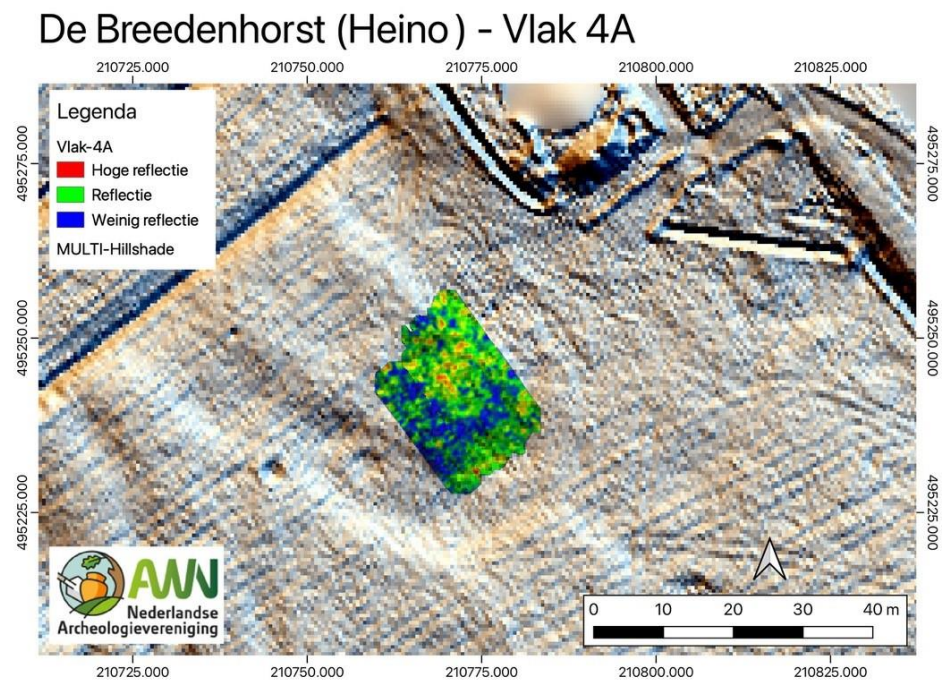 De Breedenhorst (Heino ) - Vlak 4A
210725.000 210750.000 210775.000 210800.000 210825.000
495275.000
495250.000
495225.000
Legenda
Vlak-4A
Hoge reflectie
Reflectie
Weinig reflectie
MULTI-Hillshade
495275.000
495250.000
495225.000
AWN
Nederlandse
Archeologievereniging
0 10 20 30 40 m
210725.000 210750.000 210775.000 210800.000 210825.000